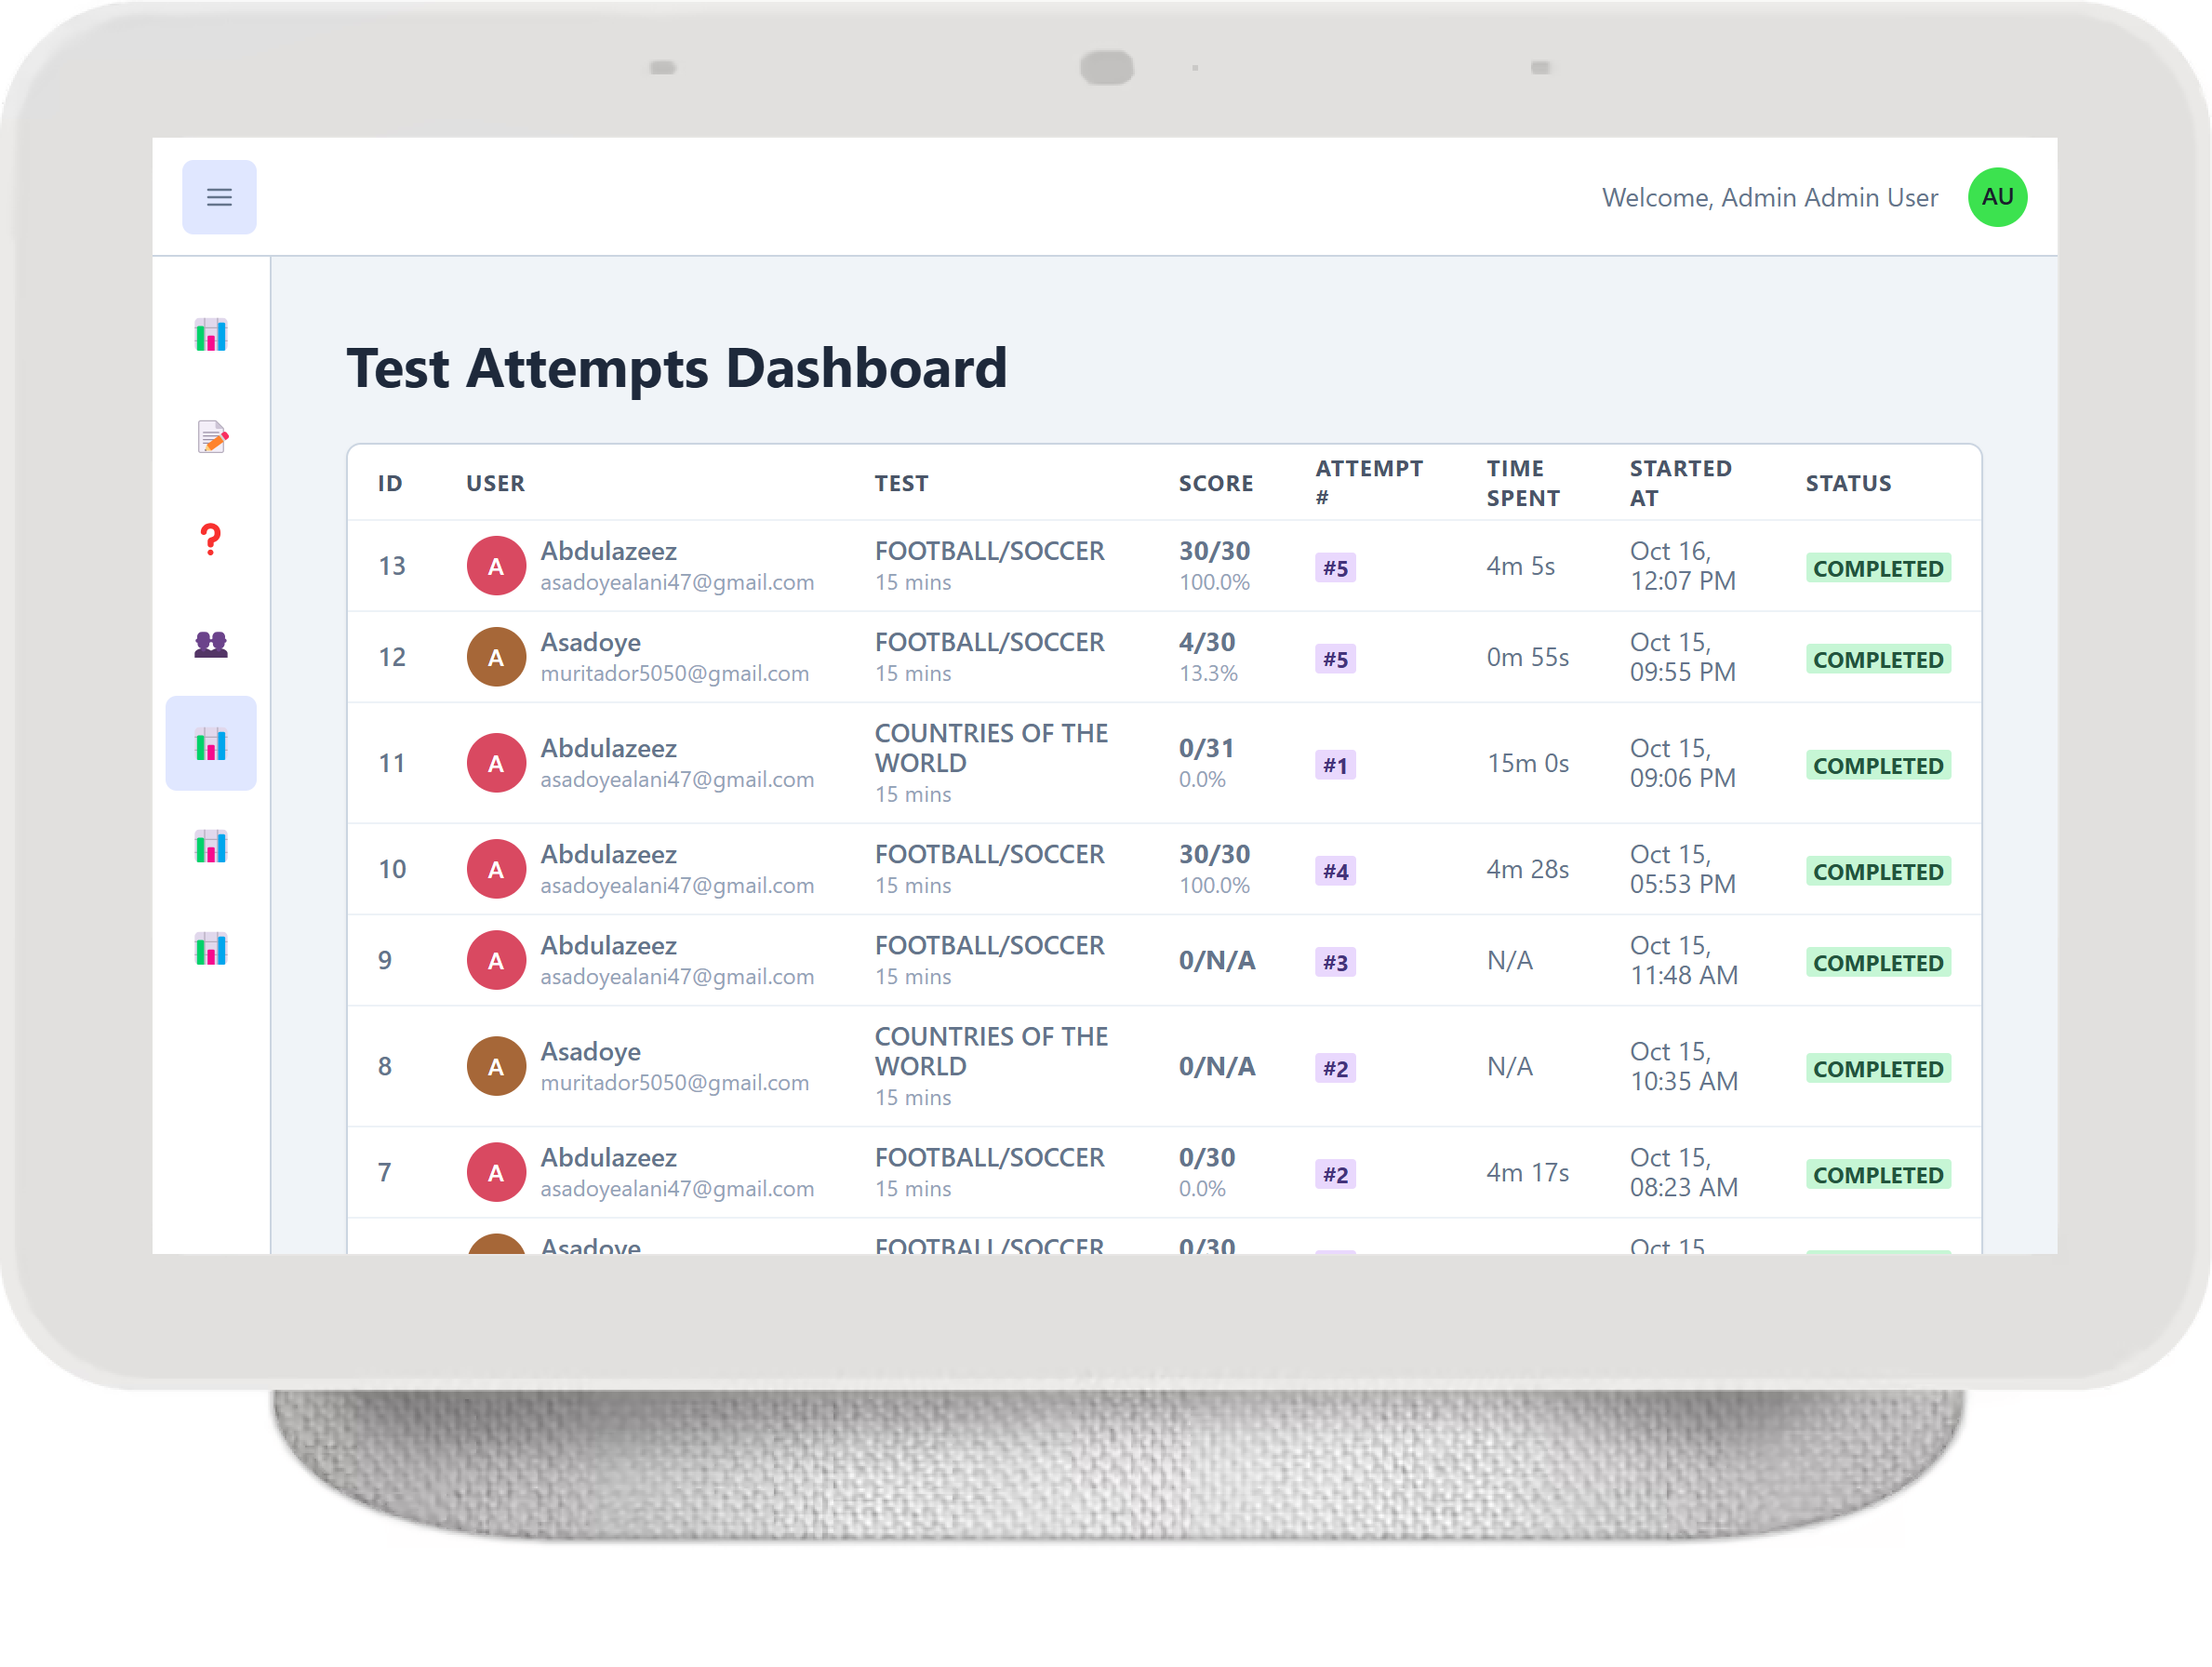 Welcome, Admin Admin User
AU
Test Attempts Dashboard
ID USER TEST SCORE ATTEMPT # TIME SPENT STARTED AT STATUS
13 A Abdulazeez FOOTBALL/SOCCER 30/30 #5 4m 5s Oct 16, COMPLETED
asadoyealani47@gmail.com 15 mins 100.0% 12:07 PM
12 A Asadoye FOOTBALL/SOCCER 4/30 #5 0m 55s Oct 15, COMPLETED
muritador5050@gmail.com 15 mins 13.3% 09:55 PM
11 A Abdulazeez COUNTRIES OF THE WORLD 0/31 #1 15m 0s Oct 15, COMPLETED
asadoyealani47@gmail.com 15 mins 0.0% 09:06 PM
10 A Abdulazeez FOOTBALL/SOCCER 30/30 #4 4m 28s Oct 15, COMPLETED
asadoyealani47@gmail.com 15 mins 100.0% 05:53 PM
9 A Abdulazeez FOOTBALL/SOCCER 0/N/A #3 N/A Oct 15, COMPLETED
asadoyealani47@gmail.com 15 mins 11:48 AM
8 A Asadoye COUNTRIES OF THE WORLD 0/N/A #2 N/A Oct 15, COMPLETED
muritador5050@gmail.com 15 mins 10:35 AM
7 A Abdulazeez FOOTBALL/SOCCER 0/30 #2 4m 17s Oct 15, COMPLETED
asadoyealani47@gmail.com 15 mins 0.0% 08:23 AM
Asadoye FOOTBALL/SOCCER 0/30 Oct 15